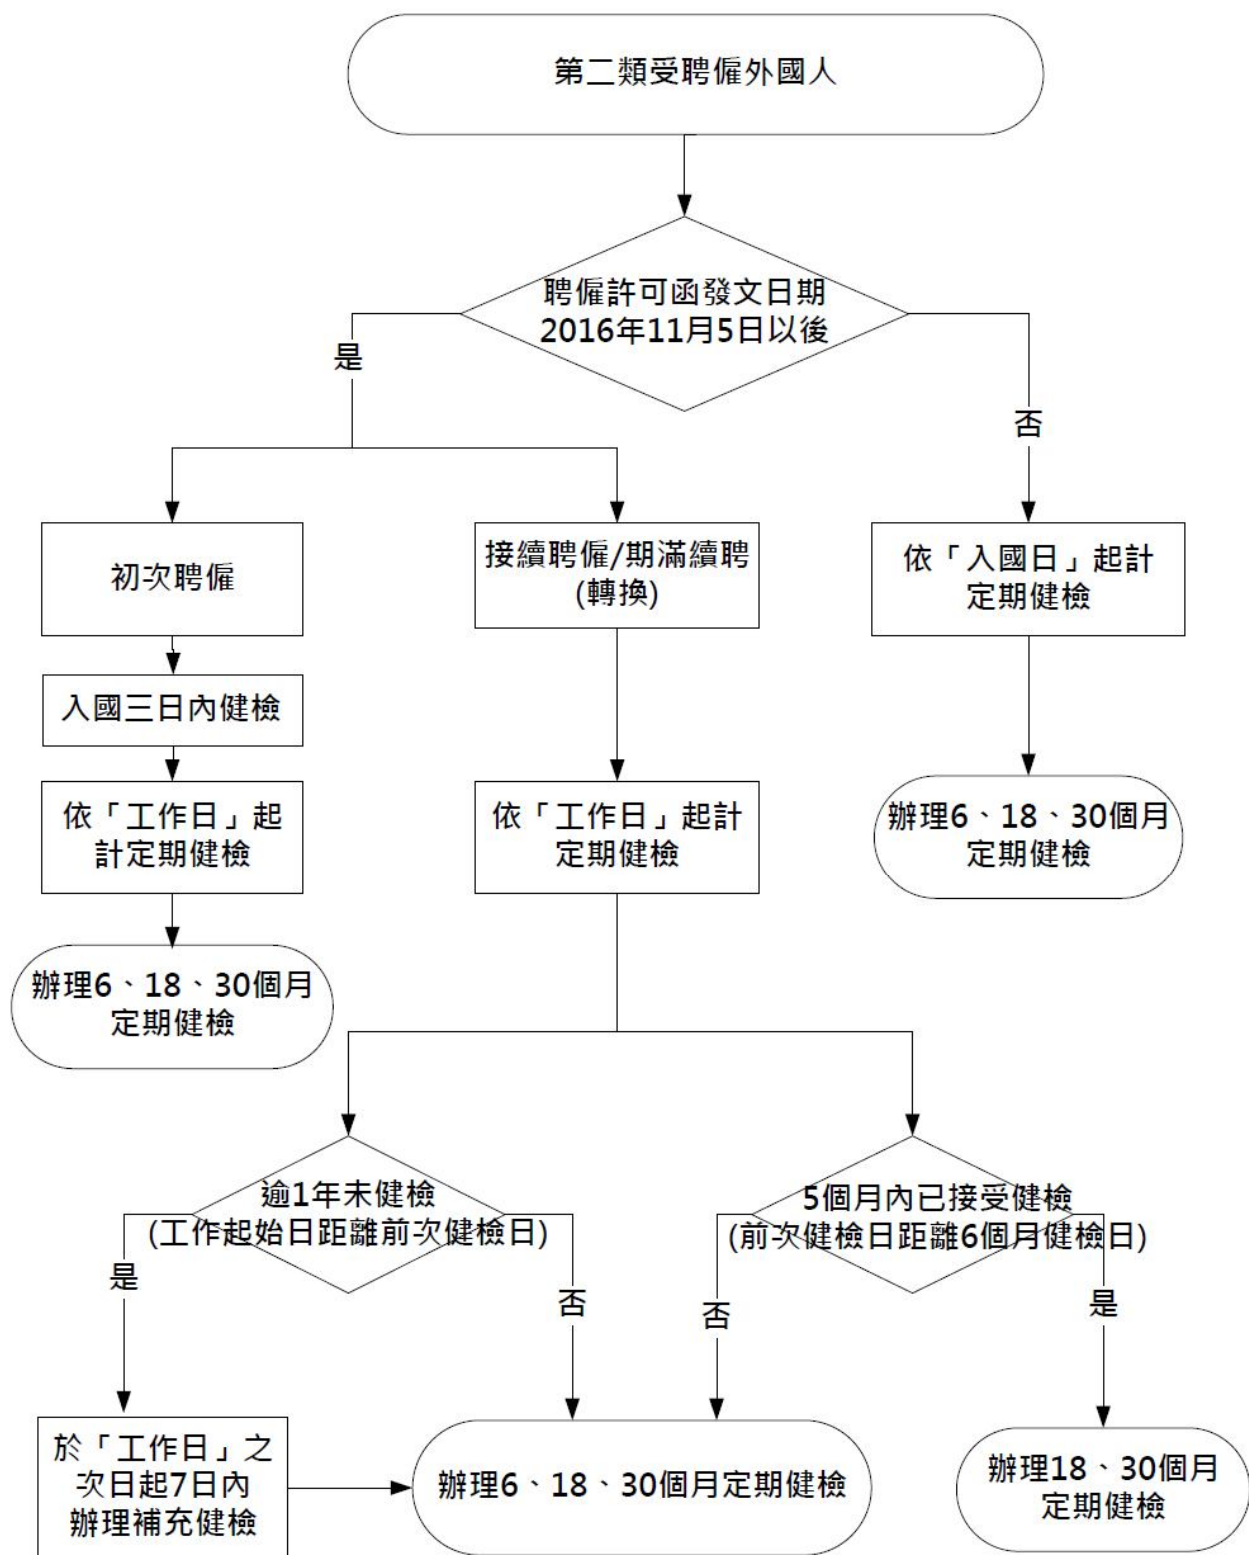 第二類受聘僱外國人
聘僱許可函發文日期
2016年11月5日以後
是
否
初次聘僱
接續聘僱/期滿續聘
(轉換)
依「入國日」起計
定期健檢
入國三日內健檢
依「工作日」起
計定期健檢
依「工作日」起計
定期健檢
辦理6、18、30個月
定期健檢
辦理6、18、30個月
定期健檢
逾1年未健檢
(工作起始日距離前次健檢日)
5個月內已接受健檢
(前次健檢日距離6個月健檢日)
是
否
否
是
於「工作日」之
次日起7日內
辦理補充健檢
辦理6、18、30個月定期健檢
辦理18、30個月
定期健檢